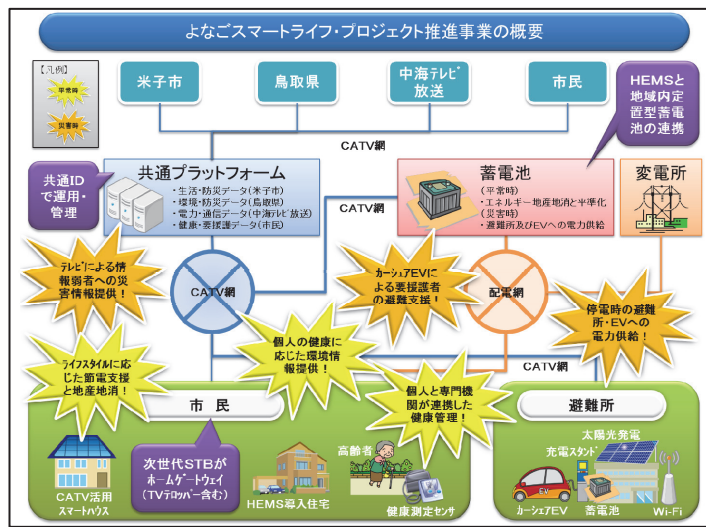 よなごスマートライフ・プロジェクト推進事業の概要
【凡例】
平常時
災害時
米子市
鳥取県
中海テレビ
放送
市民
HEMSと
地域内定
置型蓄電
池の連携
CATV網
共通ID
で運用・
管理
共通プラットフォーム
・生活・防災データ(米子市)
・環境・防災データ(鳥取県)
・電力・通信データ(中海テレビ放送)
・健康・要援護データ(市民)
CATV網
蓄電池
(平常時)
・エネルギー地産地消と平準化
(災害時)
・避難所及びEVへの電力供給
変電所
テレビによる情
報弱者への災
害情報提供！
CATV網
カーシェアEVに
よる要援護者
の避難支援！
配電網
停電時の避難
所・EVへの
電力供給！
ライフスタイルに応
じた節電支援
と地産地消！
個人の健康に
応じた環境情
報提供！
CATV網
個人と専門機
関が連携した
健康管理！
市 民
避難所
CATV活用
スマートハウス
次世代STBが
ホームゲートウェイ
(TVテロッパー含む)
HEMS導入住宅
高齢者
健康測定センサ
太陽光発電
充電スタンド
EV
カーシェアEV
蓄電池
Wi-Fi